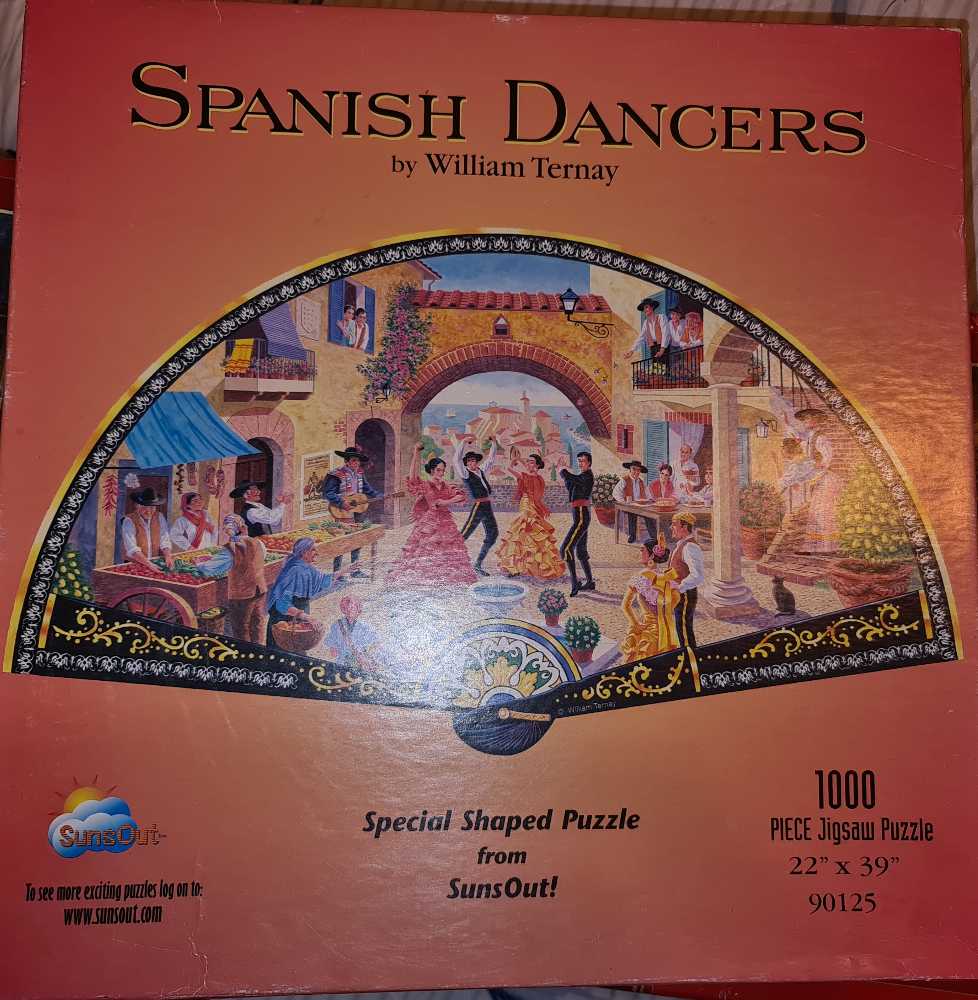 SPANISH DANCERS
by William Ternay
© William Ternay
SunsOut™
To see more exciting puzzles log on to:
www.sunsout.com
Special Shaped Puzzle
from
SunsOut!
1000
PIECE Jigsaw Puzzle
22" x 39"
90125